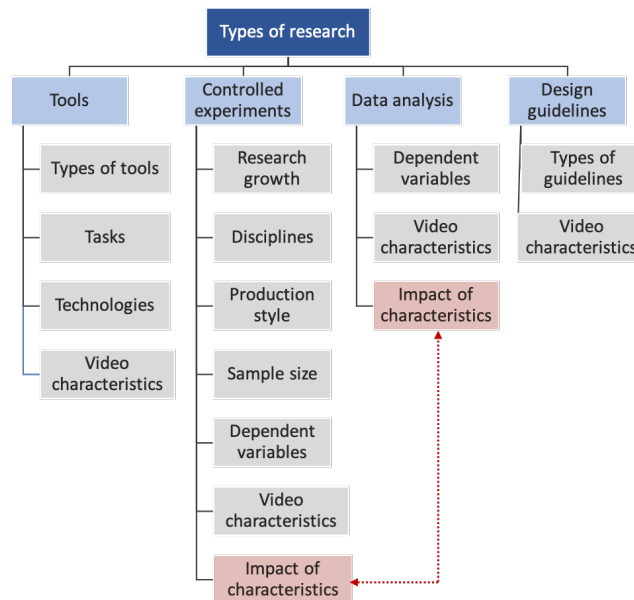 Types of research
Tools
Controlled
experiments
Data analysis
Design
guidelines
Types of tools
Tasks
Technologies
Video
characteristics
Research
growth
Disciplines
Production
style
Sample size
Dependent
variables
Video
characteristics
Impact of
characteristics
Dependent
variables
Video
characteristics
Impact of
characteristics
Types of
guidelines
Video
characteristics